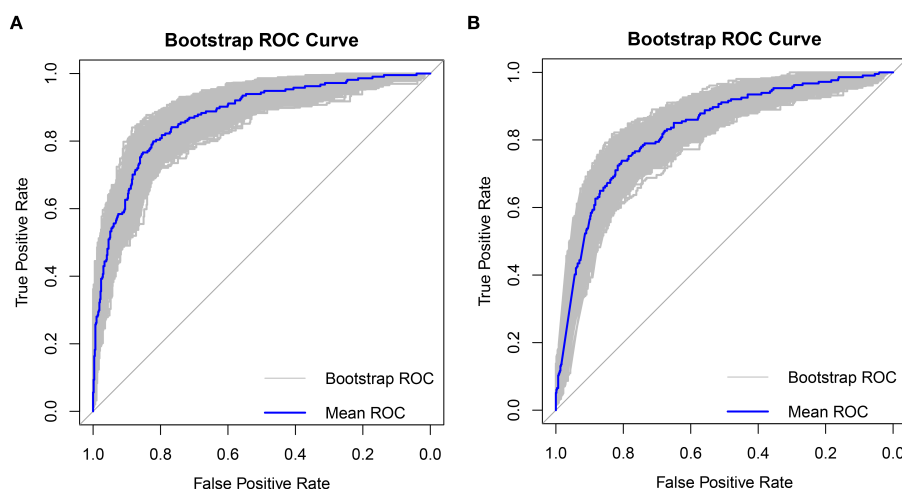 A
Bootstrap ROC Curve
True Positive Rate
1.0
0.8
0.6
0.4
0.2
0.0
Bootstrap ROC
Mean ROC
1.0 0.8 0.6 0.4 0.2 0.0
False Positive Rate
B
Bootstrap ROC Curve
True Positive Rate
1.0
0.8
0.6
0.4
0.2
0.0
Bootstrap ROC
Mean ROC
1.0 0.8 0.6 0.4 0.2 0.0
False Positive Rate